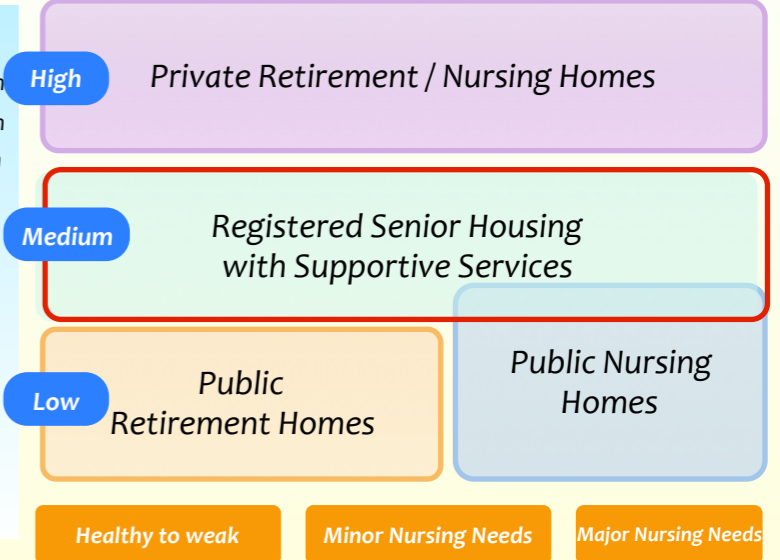 High
Private Retirement / Nursing Homes
Medium
Registered Senior Housing
with Supportive Services
Low
Public
Retirement Homes
Public Nursing
Homes
Healthy to weak
Minor Nursing Needs
Major Nursing Needs